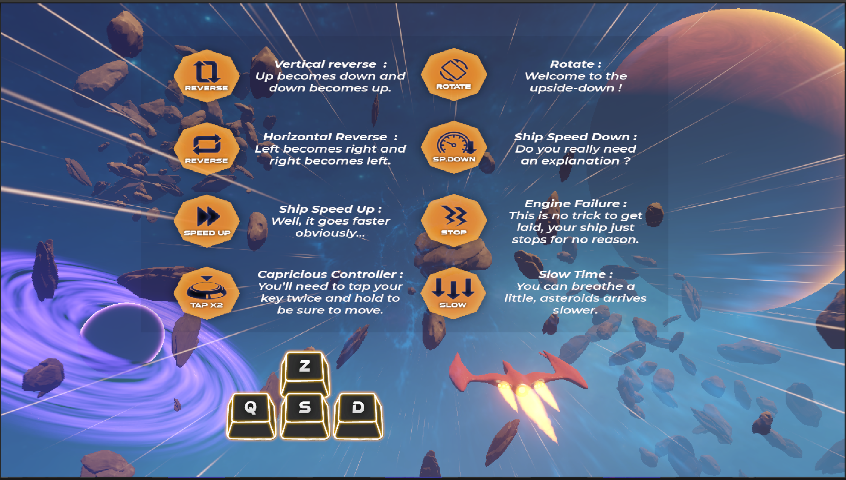 REVERSE
Vertical reverse :
Up becomes down and
down becomes up.
ROTATE
Rotate :
Welcome to the
upside-down !
REVERSE
Horizontal Reverse :
Left becomes right and
right becomes left.
SP.DOWN
Ship Speed Down :
Do you really need
an explanation ?
SPEED UP
Ship Speed Up :
Well, it goes faster
obviously...
STOP
Engine Failure :
This is no trick to get
laid, your ship just
stops for no reason.
TAP X2
Capricious Controller :
You'll need to tap your
key twice and hold to
be sure to move.
SLOW
Slow Time :
You can breathe a
little, asteroids arrives
slower.
Z
Q S D